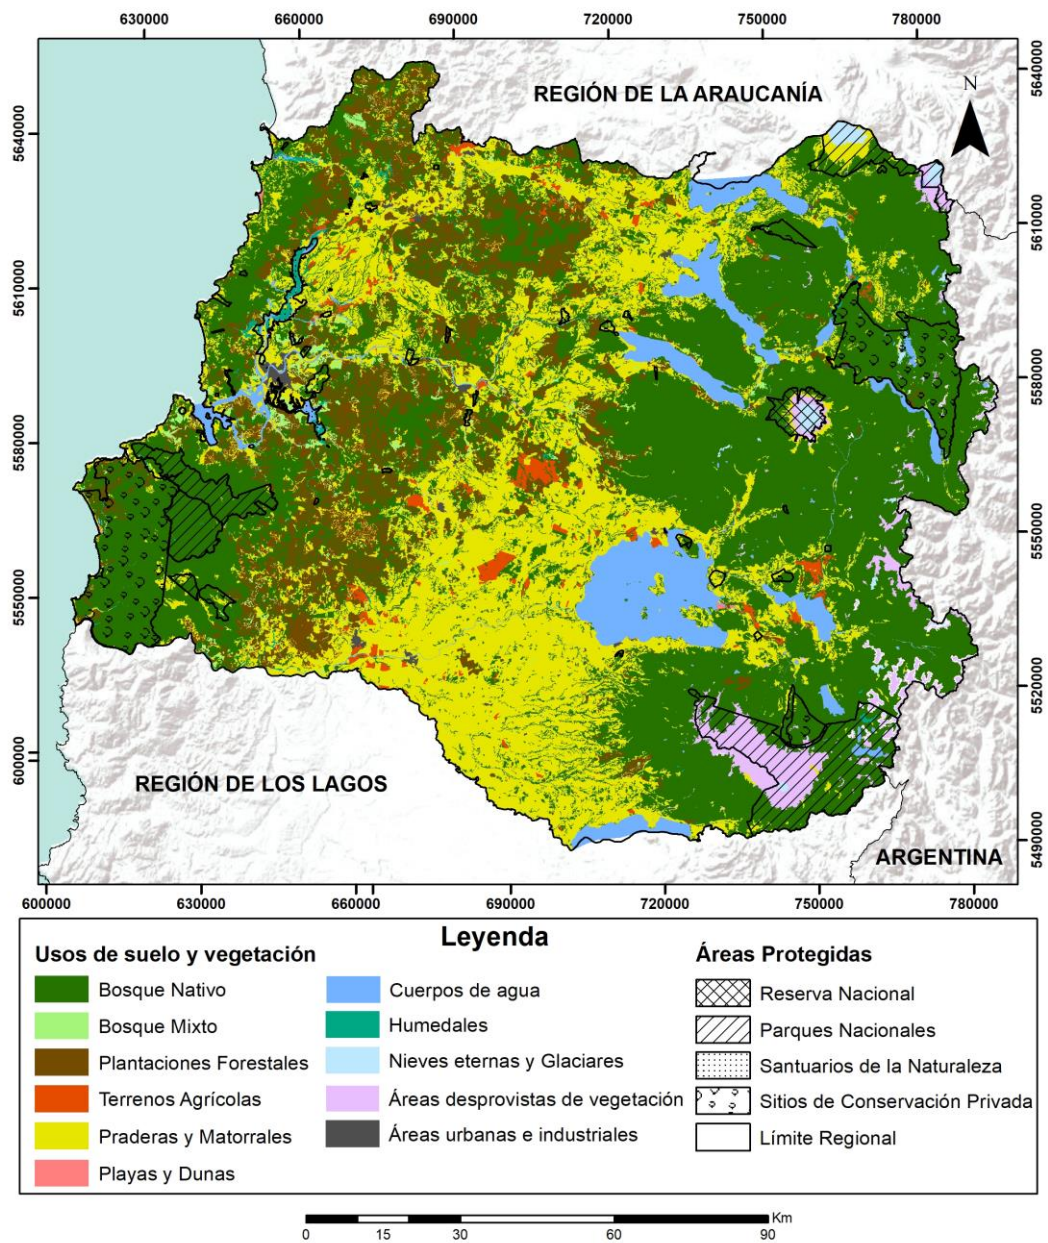 630000 660000 690000 720000 750000 780000
REGIÓN DE LA ARAUCANÍA
N
5640000
5640000
5610000
5610000
5580000
5580000
5550000
5550000
5520000
600000
5520000
5490000
REGIÓN DE LOS LAGOS
ARGENTINA
600000 630000 660000 690000 720000 750000 780000
Leyenda
Usos de suelo y vegetación
Bosque Nativo
Bosque Mixto
Plantaciones Forestales
Terrenos Agrícolas
Praderas y Matorrales
Playas y Dunas
Cuerpos de agua
Humedales
Nieves eternas y Glaciares
Áreas desprovistas de vegetación
Áreas urbanas e industriales
Áreas Protegidas
Reserva Nacional
Parques Nacionales
Santuarios de la Naturaleza
Sitios de Conservación Privada
Límite Regional
Km
0 15 30 60 90